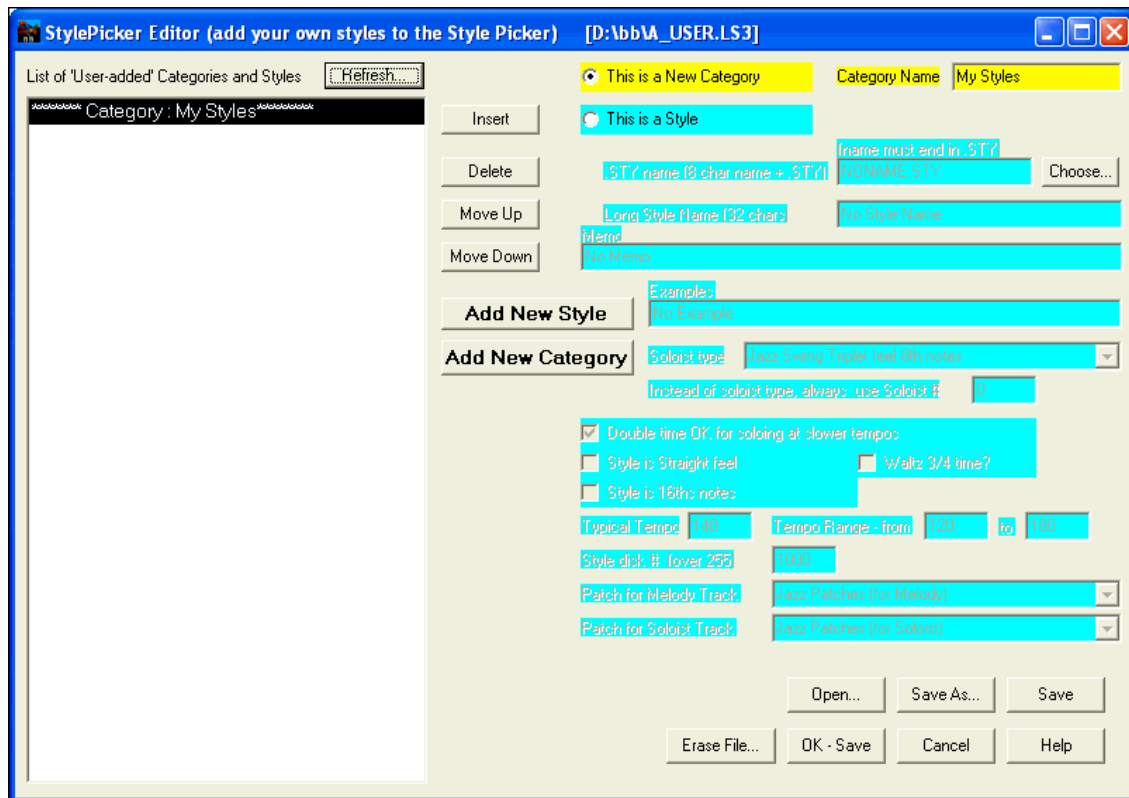 StylePicker Editor (add your own styles to the Style Picker) [D:\bb\A_USER.LS3]
List of 'User-added' Categories and Styles Refresh...
******* Category : My Styles*********
This is a New Category Category Name My Styles
Insert This is a Style
(name must end in .STY
Delete .STY name (8 char name + .STY) NONAME.STY Choose...
Move Up Long Style Name (32 chars No Style Name
Memo
Move Down No Memo
Examples
Add New Style No Example
Add New Category Soloist type Jazz Swing Triplet feel 8th notes
Instead of soloist type, always use Soloist # 0
Double time OK for soloing at slower tempos
Style is Straight feel Waltz 3/4 time?
Style is 16ths notes
Typical Tempo 140 Tempo Range - from 120 to 180
Style disk # (over 255 1000
Patch for Melody Track Jazz Patches (for Melody)
Patch for Soloist Track Jazz Patches (for Soloist)
Open... Save As... Save
Erase File... OK - Save Cancel Help